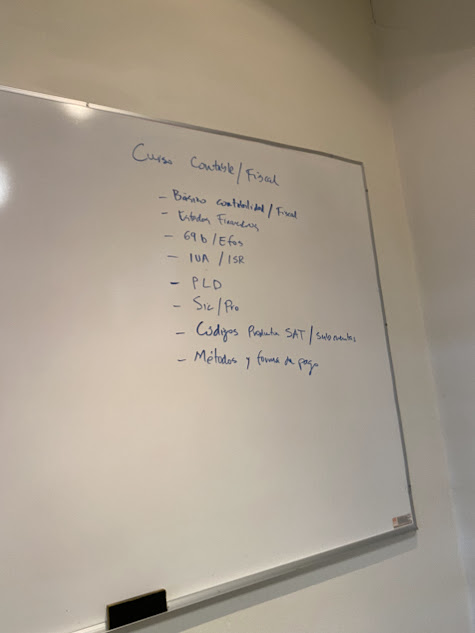 Curso Contable/Fiscal
- Básico contabilidad/Fiscal
- Estados Financieros
- 69 b/Efos
- IVA/ISR
- PLD
- Sic/Pro
- Códigos Producto SAT/
- Métodos y forma de pago